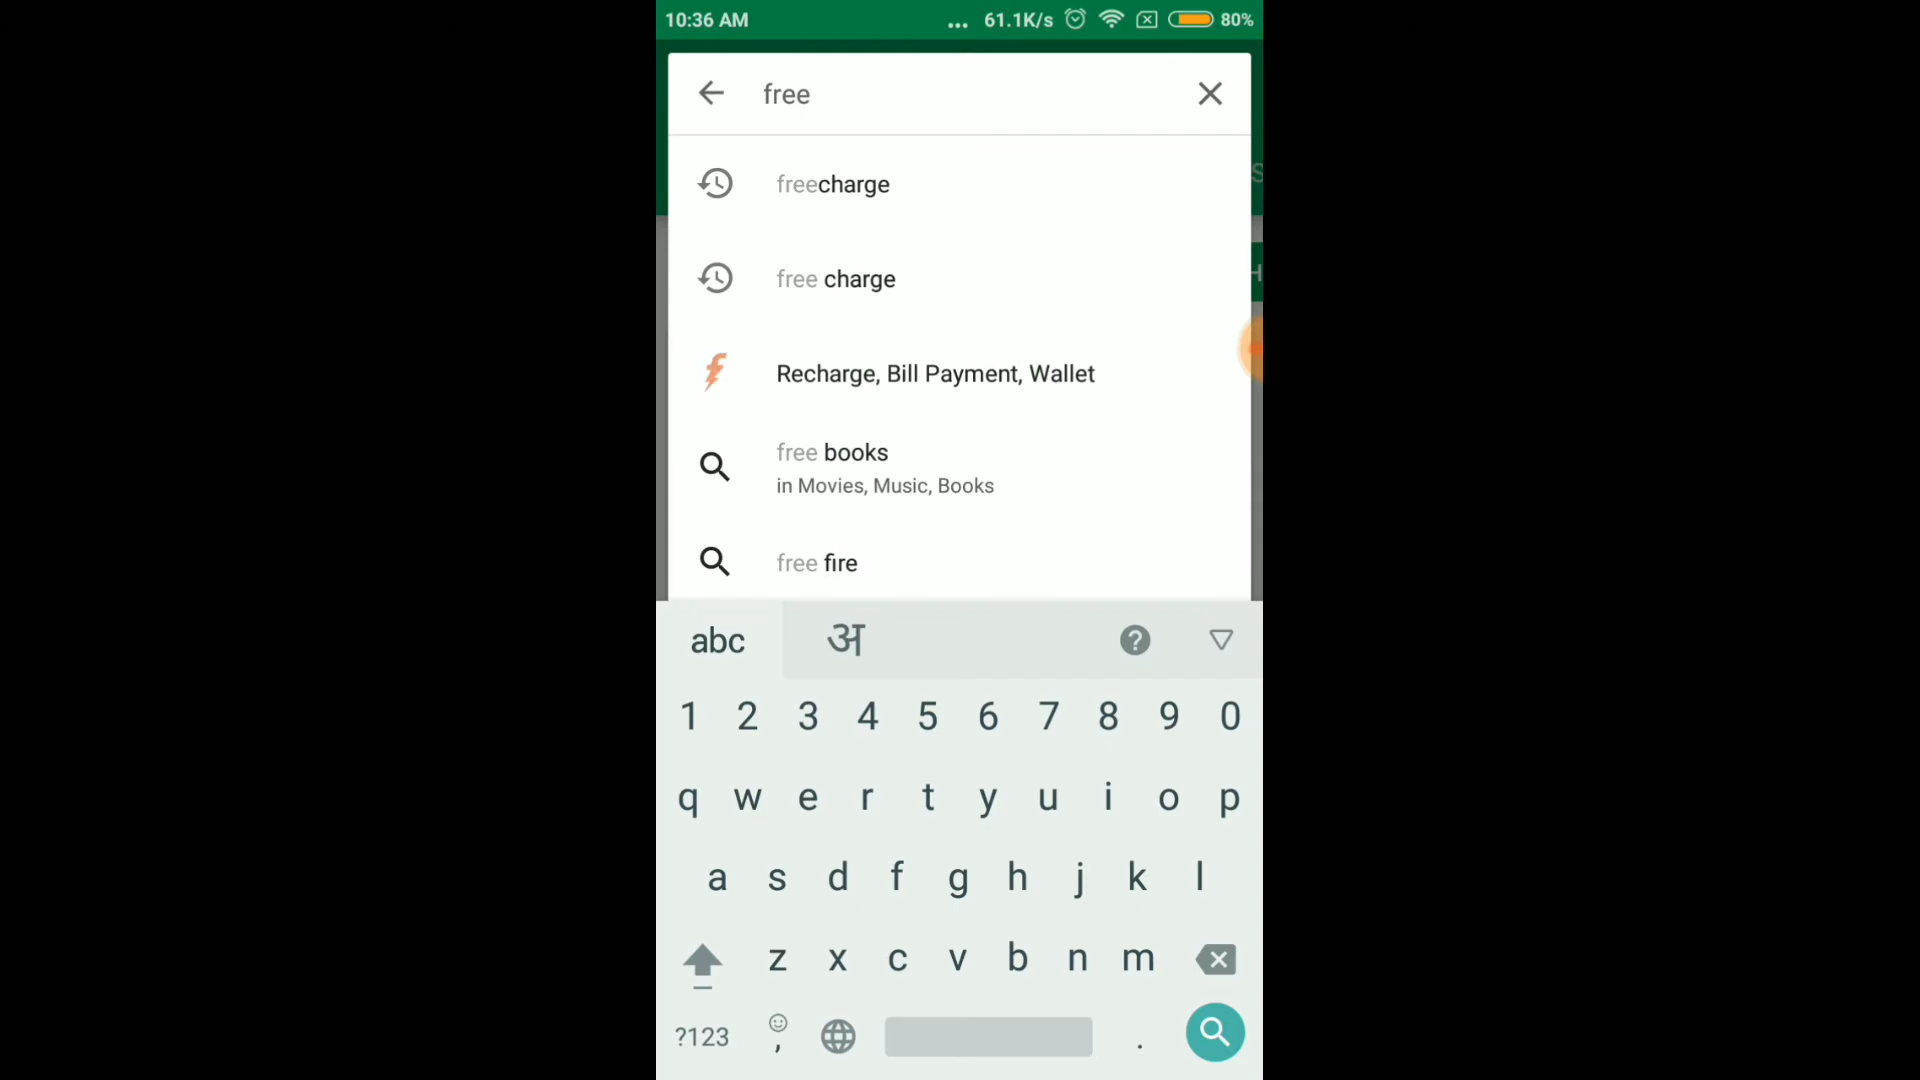 10:36 AM ... 61.1K/s 80%
free
S
freecharge
free charge
H
Recharge, Bill Payment, Wallet
free books
in Movies, Music, Books
free fire
abc अ ?
1 2 3 4 5 6 7 8 9 0
q w e r t y u i o p
a s d f g h j k l
z x c v b n m
?123 , .